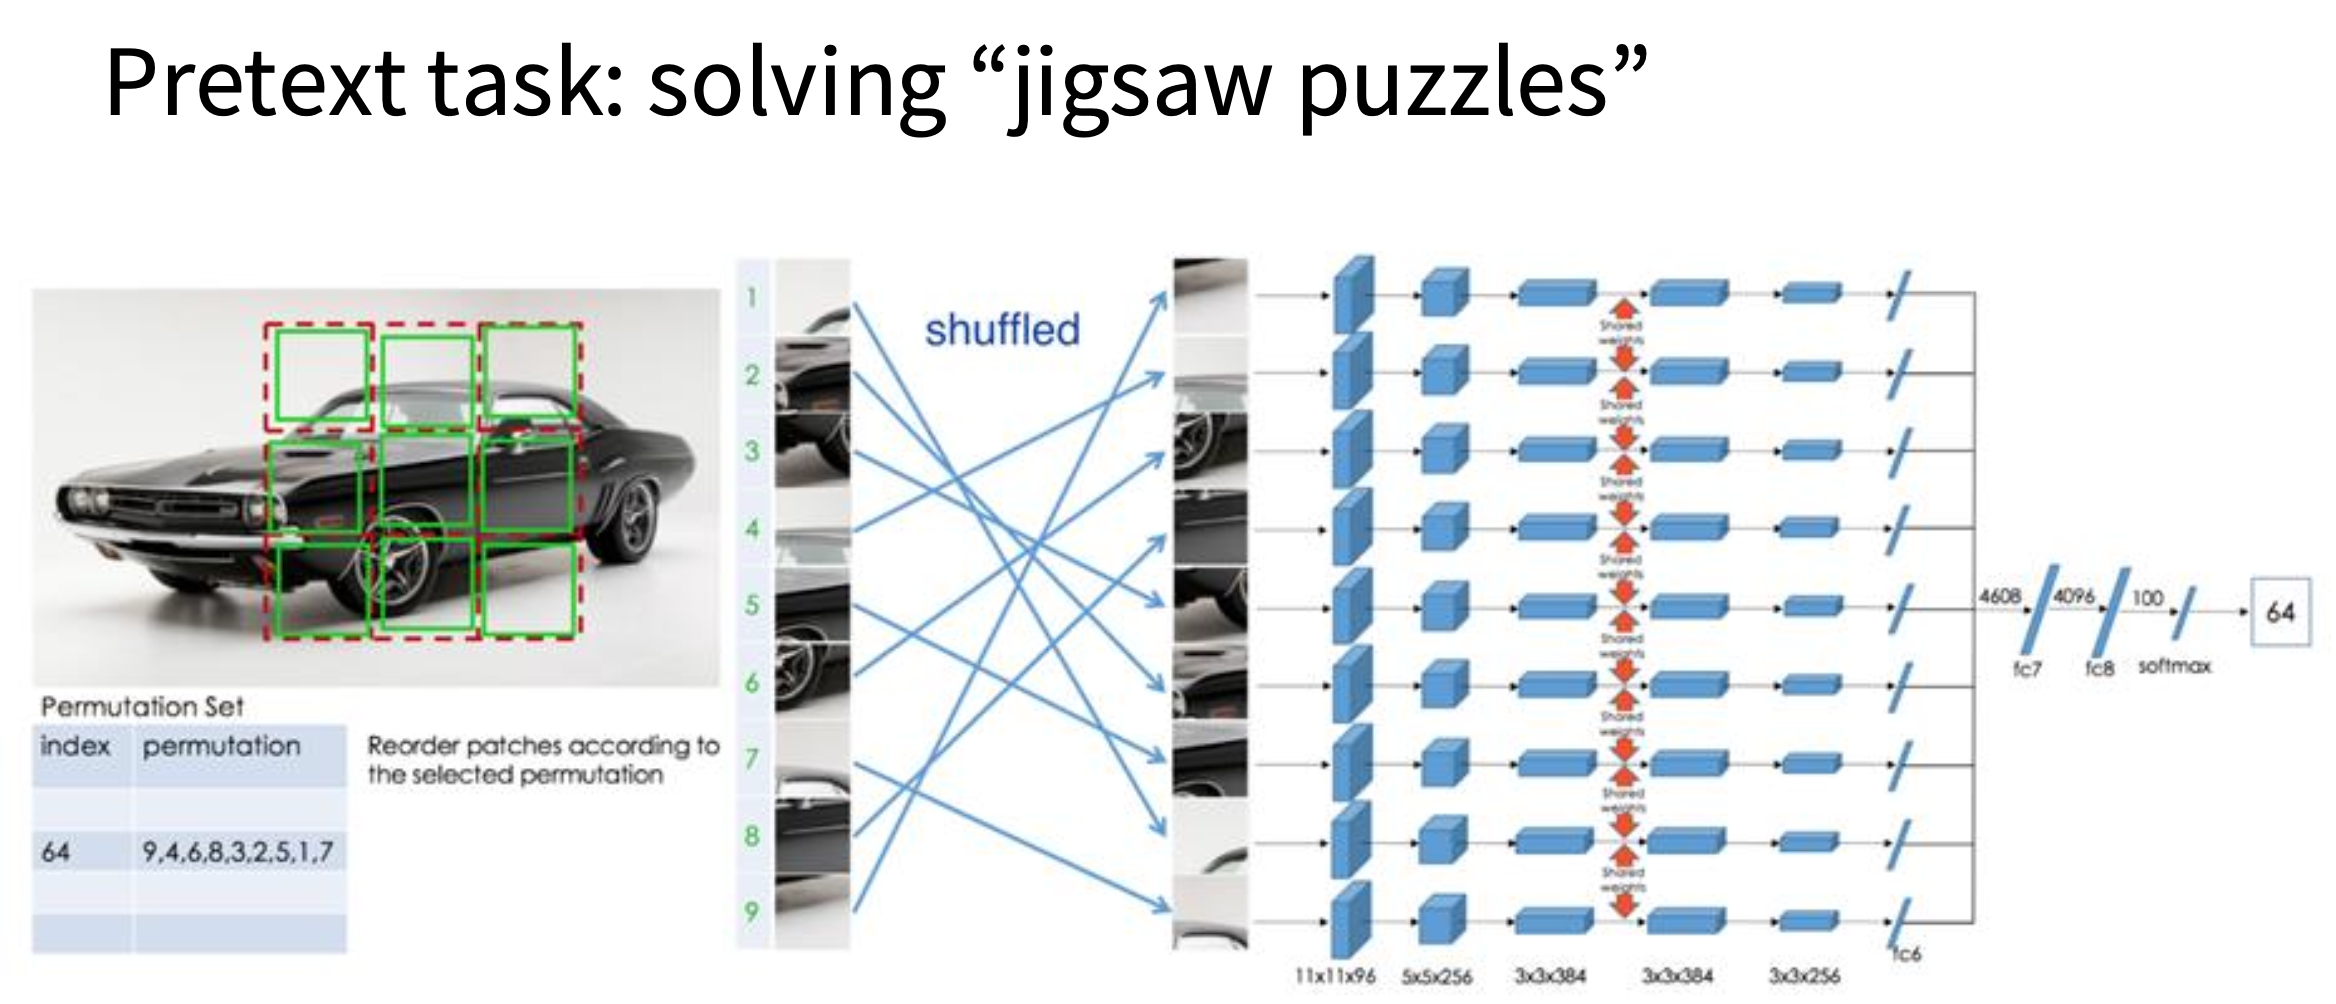 Pretext task: solving “jigsaw puzzles”
Permutation Set
index permutation
64 9,4,6,8,3,2,5,1,7
Reorder patches according to
the selected permutation
1
2
3
4
5
6
7
8
9
shuffled
Shared
weights
Shared
weights
Shared
weights
Shared
weights
Shared
weights
Shared
weights
Shared
weights
Shared
weights
11x11x96 5x5x256 3x3x384 3x3x384 3x3x256
fc6
4608 4096 100
fc7 fc8 softmax
64